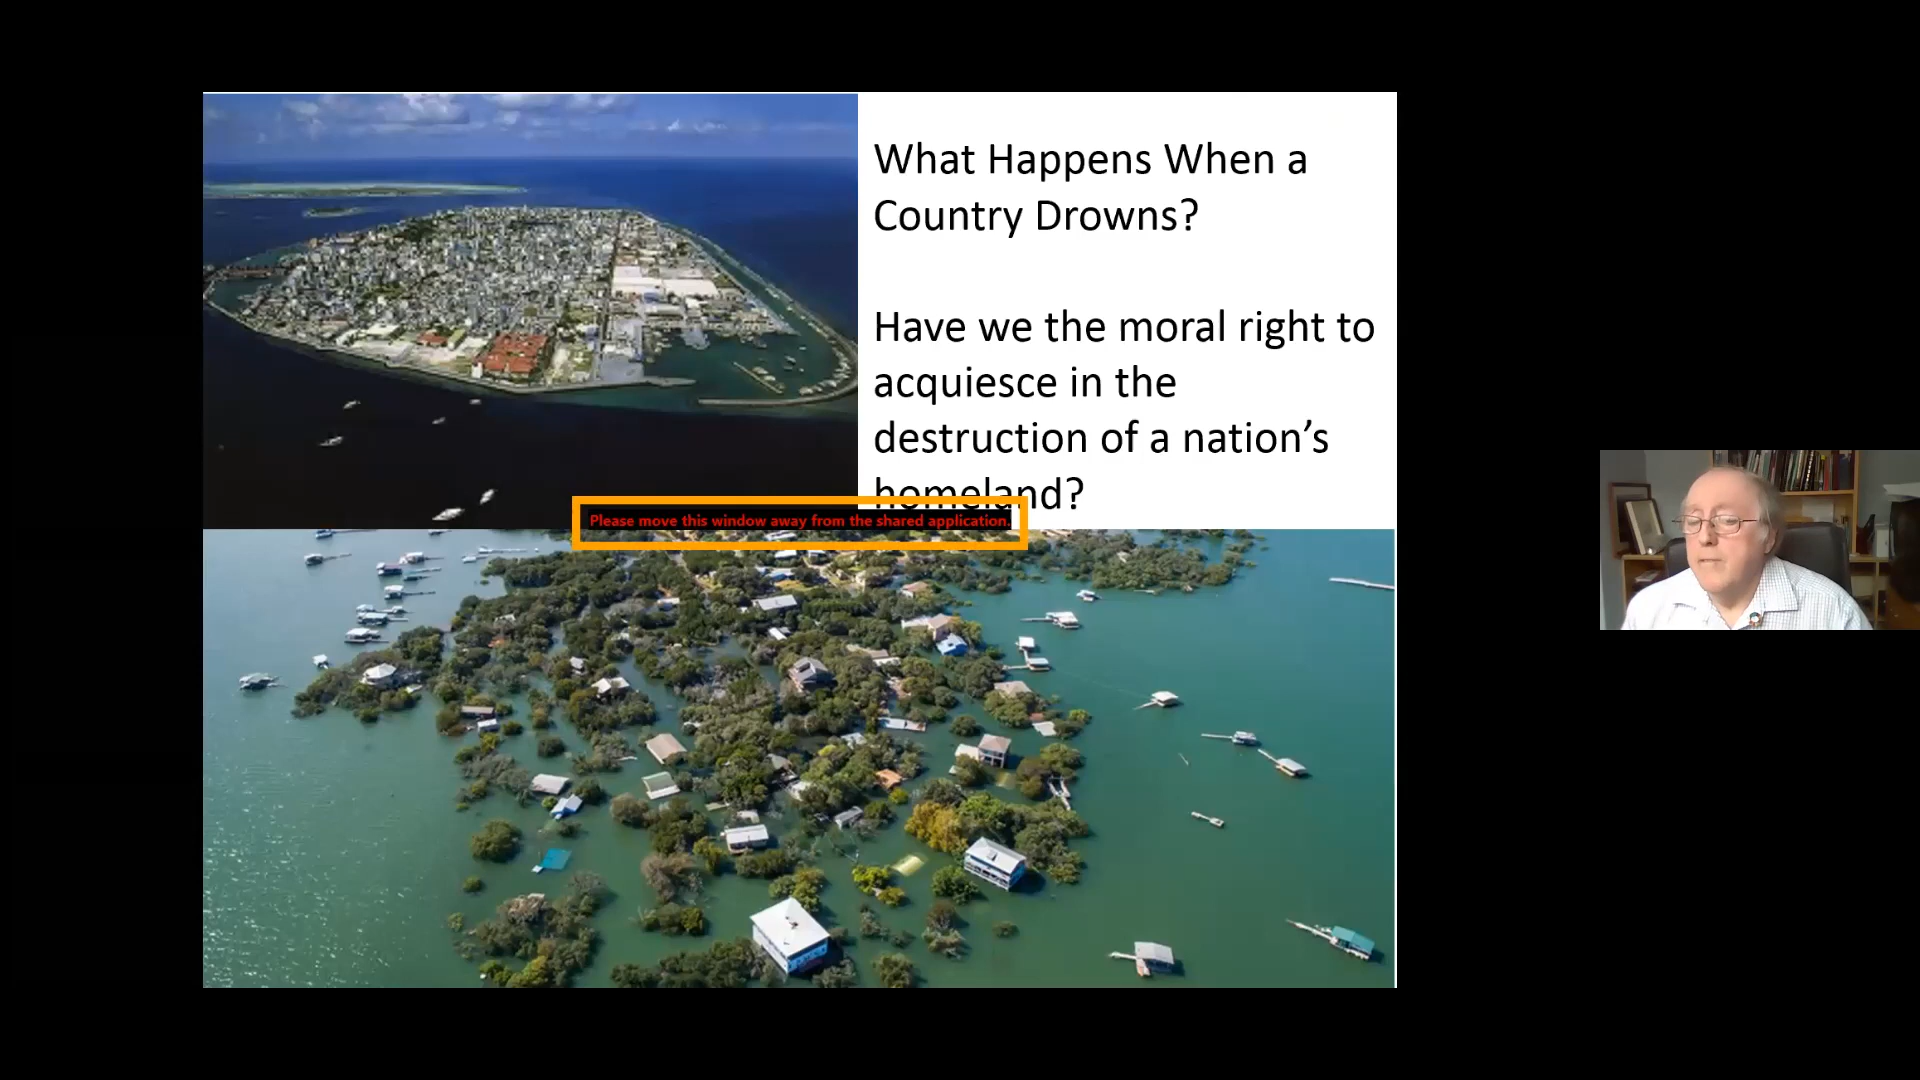 What Happens When a
Country Drowns?
Have we the moral right to
acquiesce in the
destruction of a nation’s
homeland?
Please move this window away from the shared application.